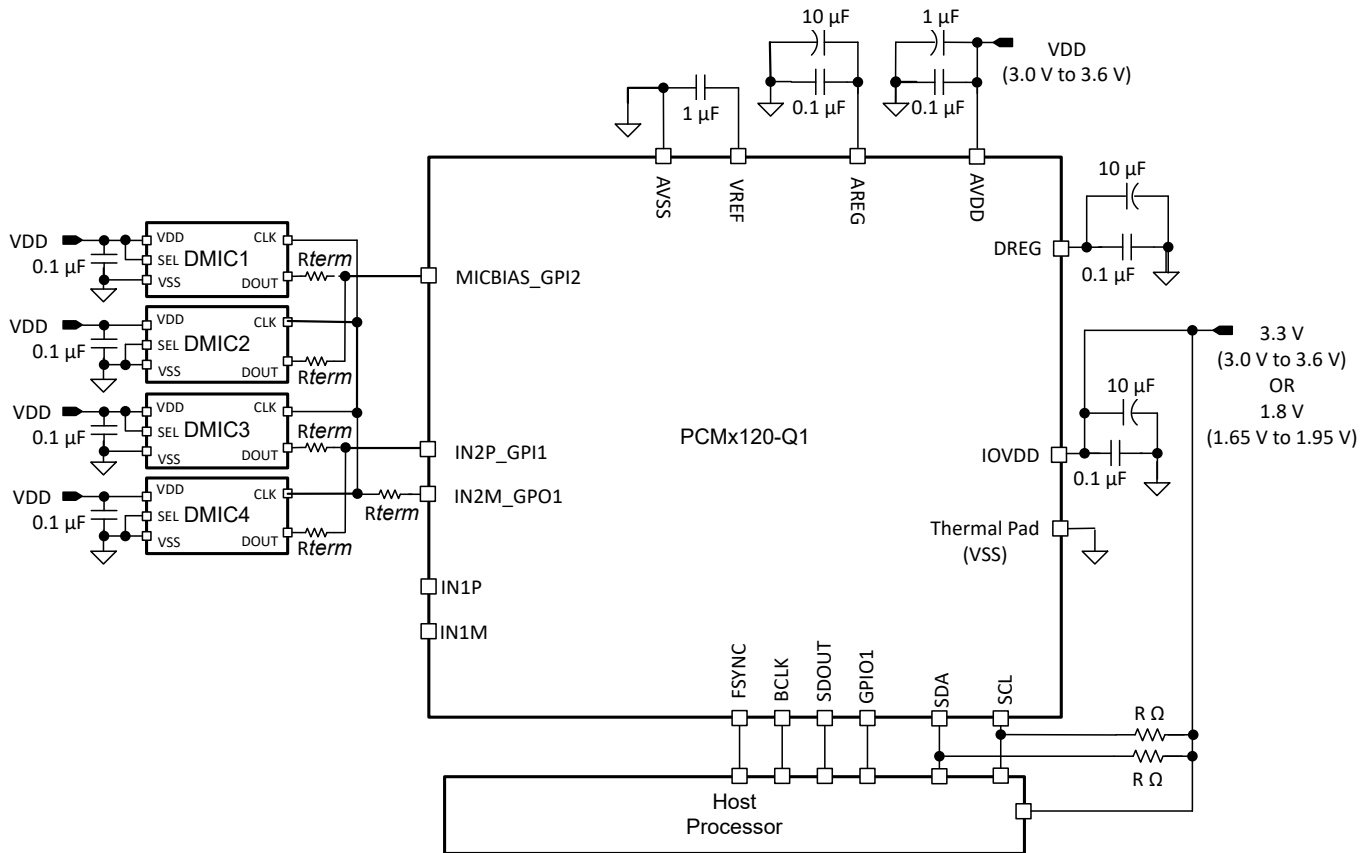 10 µF
1 µF
VDD
(3.0 V to 3.6 V)
1 µF
0.1 µF
0.1 µF
AVSS
VREF
AREG
AVDD
10 µF
DREG
0.1 µF
VDD
0.1 µF
VDD
SEL
VSS
DMIC1
CLK
DOUT
Rterm
MICBIAS_GPI2
VDD
0.1 µF
VDD
SEL
VSS
DMIC2
CLK
DOUT
Rterm
VDD
0.1 µF
VDD
SEL
VSS
DMIC3
CLK
DOUT
Rterm
IN2P_GPI1
VDD
0.1 µF
VDD
SEL
VSS
DMIC4
CLK
DOUT
Rterm
Rterm
IN2M_GPO1
IN1P
IN1M
PCMx120-Q1
3.3 V
(3.0 V to 3.6 V)
OR
1.8 V
(1.65 V to 1.95 V)
10 µF
IOVDD
0.1 µF
Thermal Pad
(VSS)
FSYNC
BCLK
SDOUT
GPIO1
SDA
SCL
R Ω
R Ω
Host
Processor